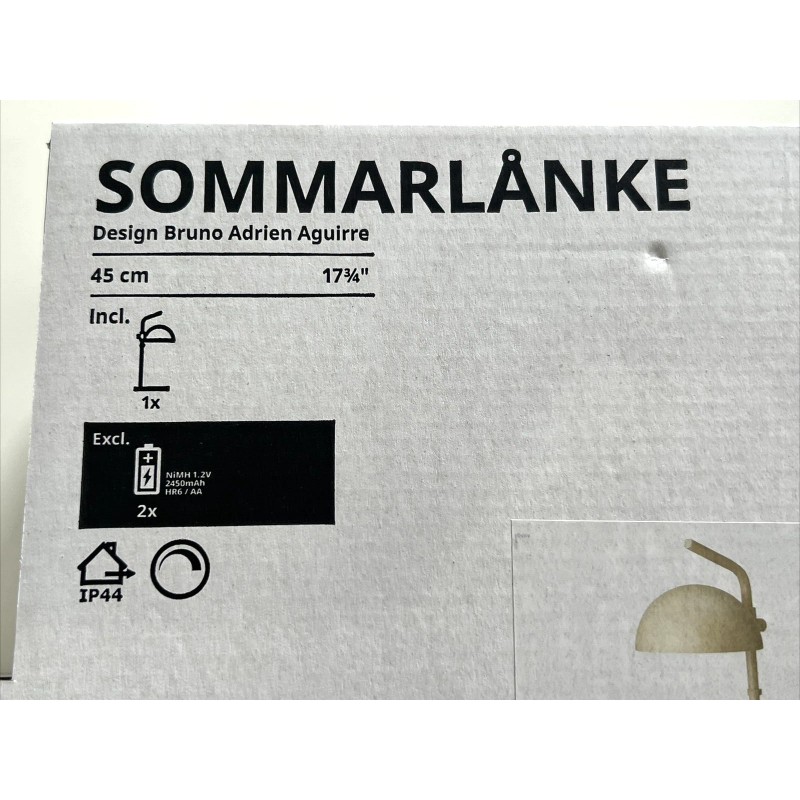 SOMMARLÅNKE
Design Bruno Adrien Aguirre
45 cm 17¾"
Incl.
1x
Excl.
NiMH 1.2V
2450mAh
HR6 / AA
2x
IP44